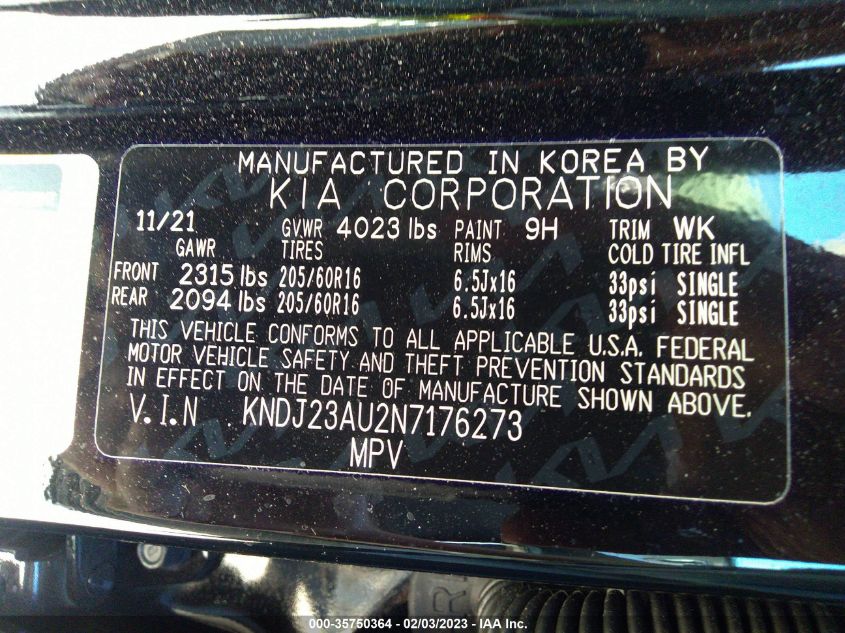 MANUFACTURED IN KOREA BY
KIA CORPORATION
11/21 GVWR 4023 lbs PAINT 9H TRIM WK
GAWR TIRES RIMS COLD TIRE INFL
FRONT 2315 lbs 205/60R16 6.5Jx16 33psi SINGLE
REAR 2094 lbs 205/60R16 6.5Jx16 33psi SINGLE
THIS VEHICLE CONFORMS TO ALL APPLICABLE U.S.A. FEDERAL
MOTOR VEHICLE SAFETY AND THEFT PREVENTION STANDARDS
IN EFFECT ON THE DATE OF MANUFACTURE SHOWN ABOVE.
V.I.N KNDJ23AU2N7176273
MPV
000-35750364 - 02/03/2023 - IAA Inc.